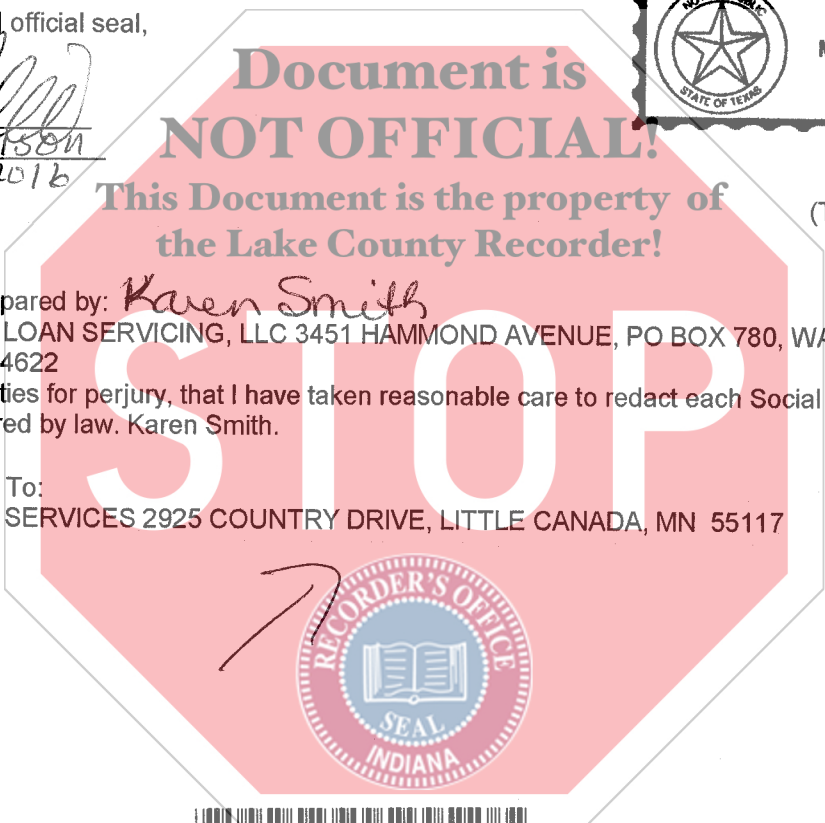 official seal,
NOTARY PUBLIC
STATE OF TEXAS
Document is
NOT OFFICIAL!
2016
This Document is the property of
the Lake County Recorder!
pared by: Karen Smith
LOAN SERVICING, LLC 3451 HAMMOND AVENUE, PO BOX 780, WA
4622
ties for perjury, that I have taken reasonable care to redact each Social
red by law. Karen Smith.
STOP
To:
SERVICES 2925 COUNTRY DRIVE, LITTLE CANADA, MN 55117
RECORDER'S OFFICE
SEAL
INDIANA